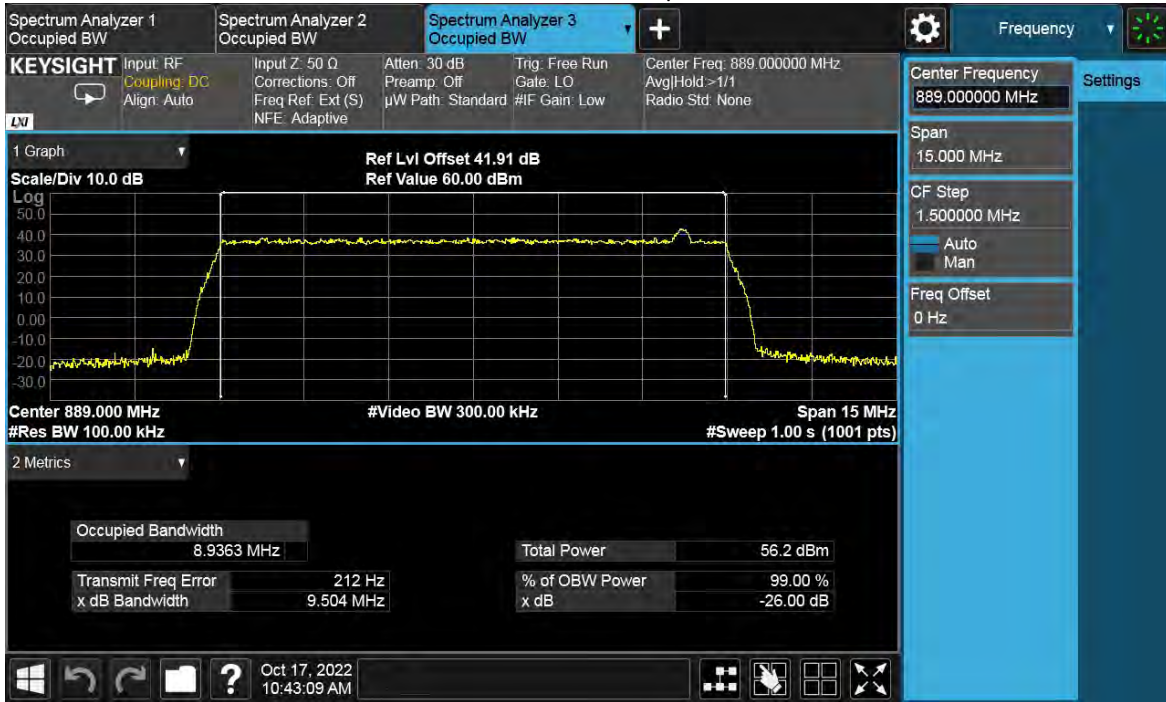 Spectrum Analyzer 1
Occupied BW
Spectrum Analyzer 2
Occupied BW
Spectrum Analyzer 3
Occupied BW
Frequency
KEYSIGHT
LXI
Input: RF
Coupling: DC
Align: Auto
Input Z: 50 Ω
Corrections: Off
Freq Ref: Ext (S)
NFE: Adaptive
Atten: 30 dB
Preamp: Off
µW Path: Standard
Trig: Free Run
Gate: LO
#IF Gain: Low
Center Freq: 889.000000 MHz
Avg|Hold:>1/1
Radio Std: None
Center Frequency
889.000000 MHz
Settings
Span
15.000 MHz
CF Step
1.500000 MHz
Auto
Man
Freq Offset
0 Hz
1 Graph
Scale/Div 10.0 dB
Ref Lvl Offset 41.91 dB
Ref Value 60.00 dBm
Log
50.0
40.0
30.0
20.0
10.0
0.00
-10.0
-20.0
-30.0
Center 889.000 MHz
#Video BW 300.00 kHz
Span 15 MHz
#Res BW 100.00 kHz
#Sweep 1.00 s (1001 pts)
2 Metrics
Occupied Bandwidth
8.9363 MHz
Total Power 56.2 dBm
Transmit Freq Error 212 Hz
% of OBW Power 99.00 %
x dB Bandwidth 9.504 MHz
x dB -26.00 dB
?
Oct 17, 2022
10:43:09 AM